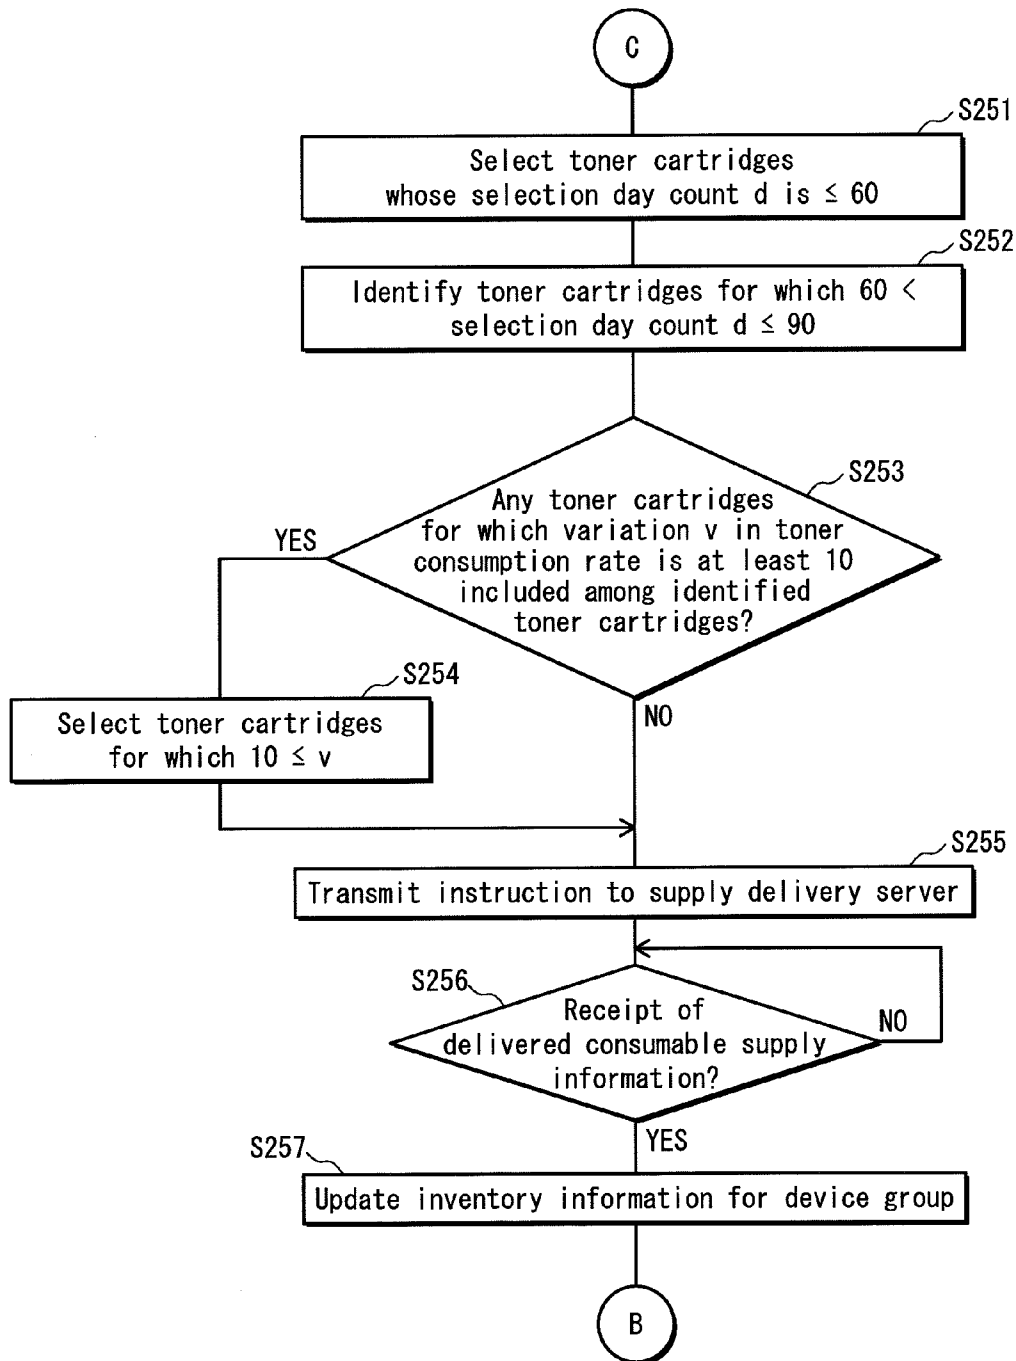 C
S251
Select toner cartridges
whose selection day count d is ≤ 60
S252
Identify toner cartridges for which 60 <
selection day count d ≤ 90
S253
Any toner cartridges
for which variation v in toner
consumption rate is at least 10
included among identified
toner cartridges?
YES
NO
S254
Select toner cartridges
for which 10 ≤ v
S255
Transmit instruction to supply delivery server
S256
Receipt of
delivered consumable supply
information?
NO
YES
S257
Update inventory information for device group
B